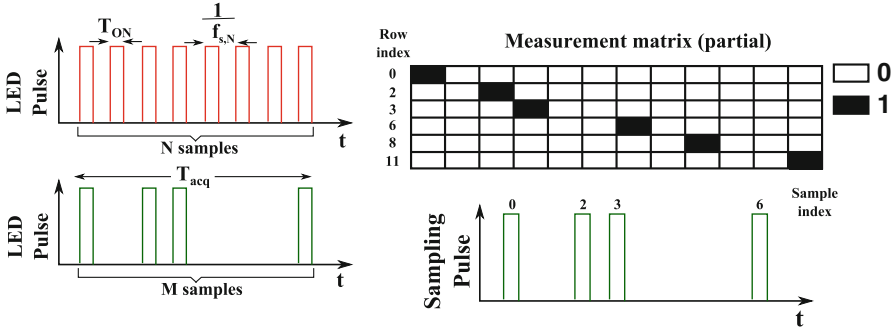 LED Pulse
T_ON
1
f_s,N
t
N samples
LED Pulse
T_acq
t
M samples
Measurement matrix (partial)
Row index
0
2
3
6
8
11
0
1
Sample index
Sampling Pulse
0 2 3 6
t